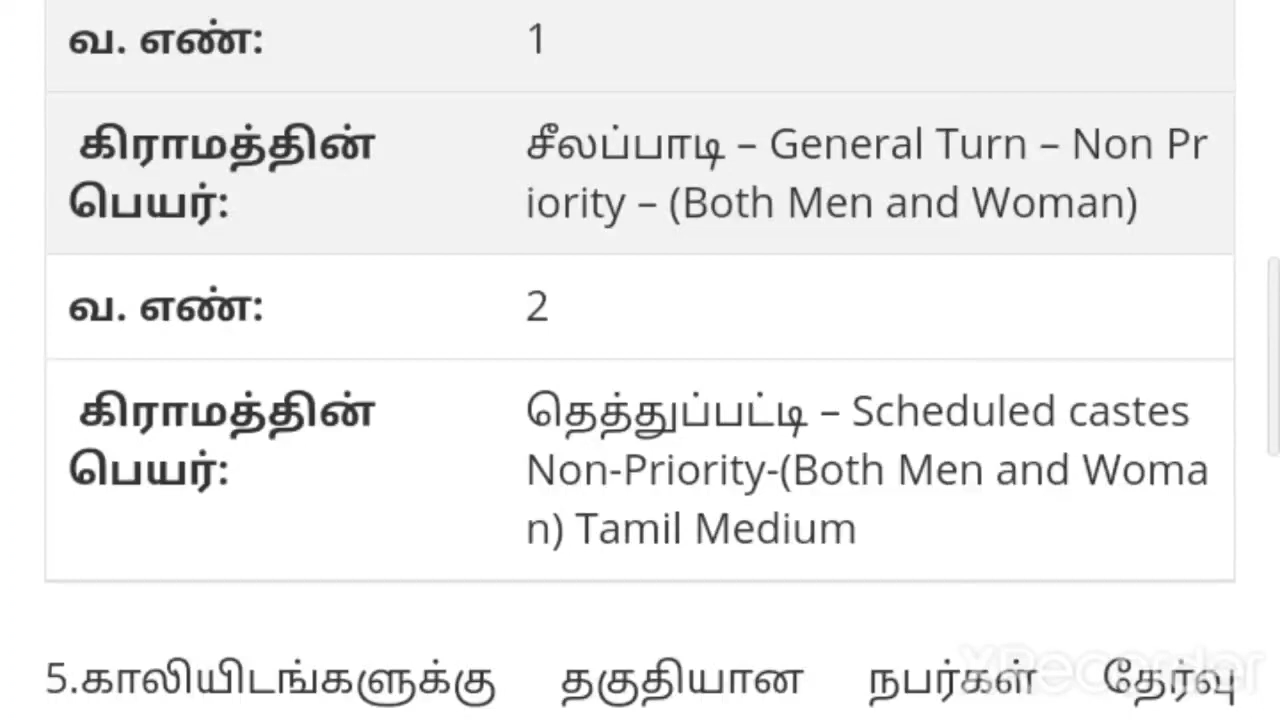 வ. எண்: 1
கிராமத்தின் சீலப்பாடி – General Turn – Non Pr
பெயர்: iority – (Both Men and Woman)
வ. எண்: 2
கிராமத்தின் தெத்துப்பட்டி – Scheduled castes
பெயர்: Non-Priority-(Both Men and Woma
n) Tamil Medium
5.காலியிடங்களுக்கு தகுதியான நபர்கள் தேர்வு
XRecorder